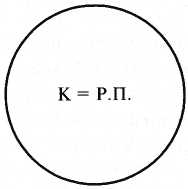 К = Р.П.